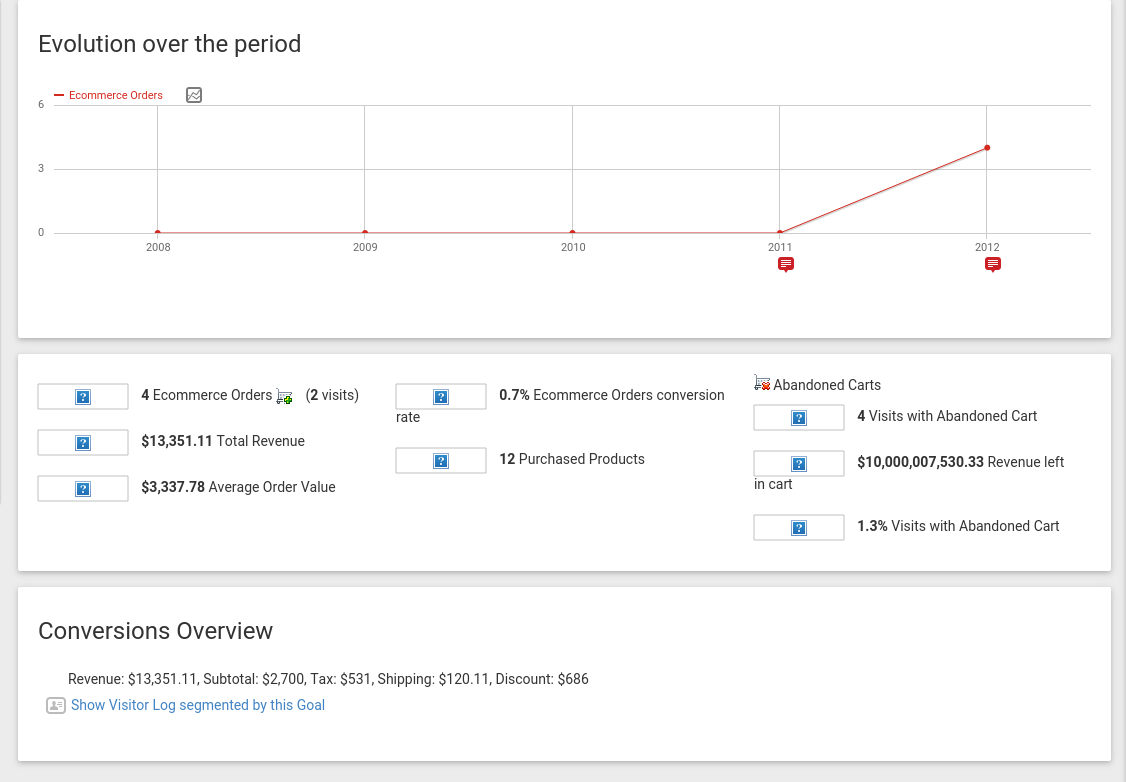 Evolution over the period
Ecommerce Orders
6
3
0
2008 2009 2010 2011 2012
4 Ecommerce Orders (2 visits)
$13,351.11 Total Revenue
$3,337.78 Average Order Value
0.7% Ecommerce Orders conversion
rate
12 Purchased Products
Abandoned Carts
4 Visits with Abandoned Cart
$10,000,007,530.33 Revenue left
in cart
1.3% Visits with Abandoned Cart
Conversions Overview
Revenue: $13,351.11, Subtotal: $2,700, Tax: $531, Shipping: $120.11, Discount: $686
Show Visitor Log segmented by this Goal